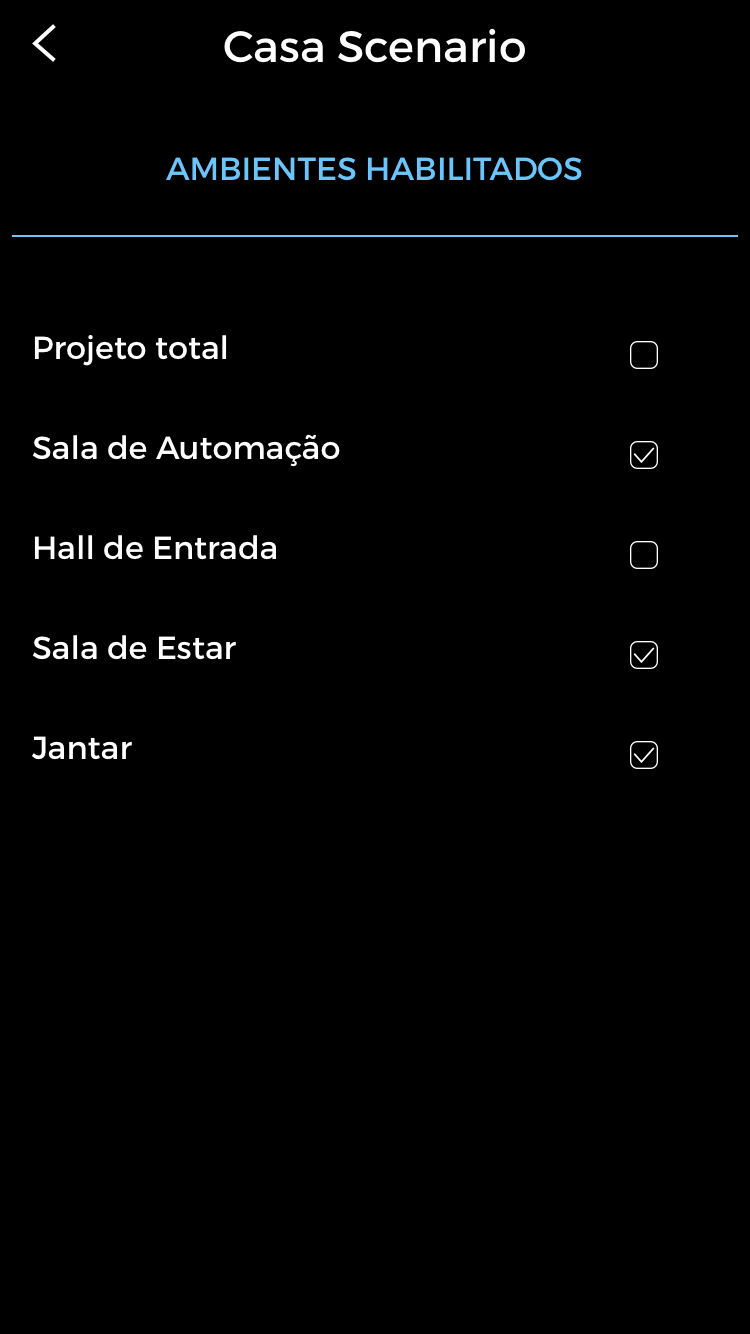 Casa Scenario
AMBIENTES HABILITADOS
Projeto total
Sala de Automação
Hall de Entrada
Sala de Estar
Jantar